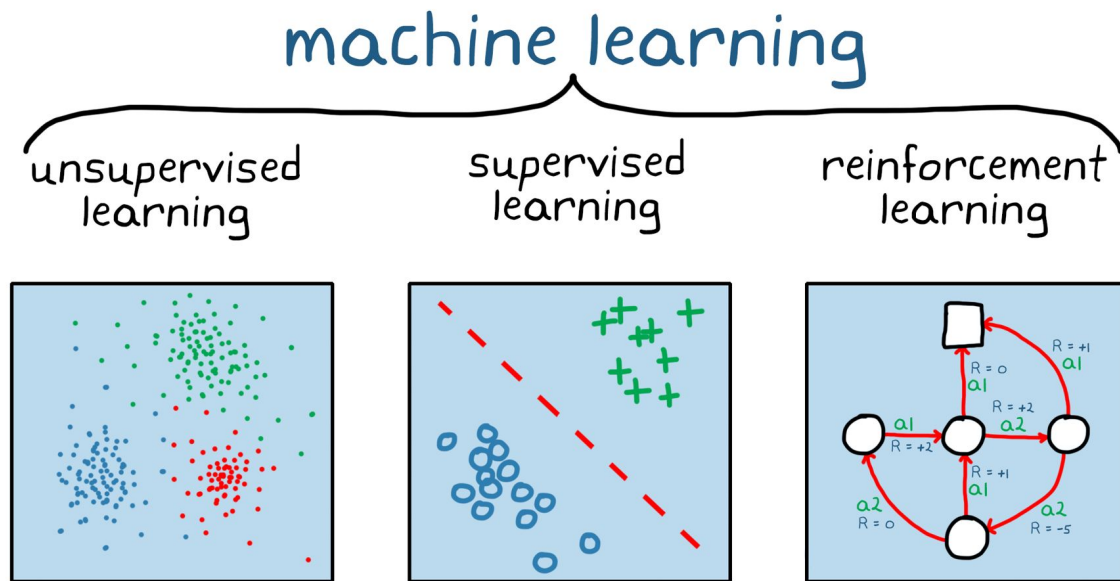 machine learning
unsupervised
learning
supervised
learning
reinforcement
learning
R = +1
a1
R = 0
a1
R = +2
a1
a2
R = +2
R = +1
a1
a2
R = 0
a2
R = -5